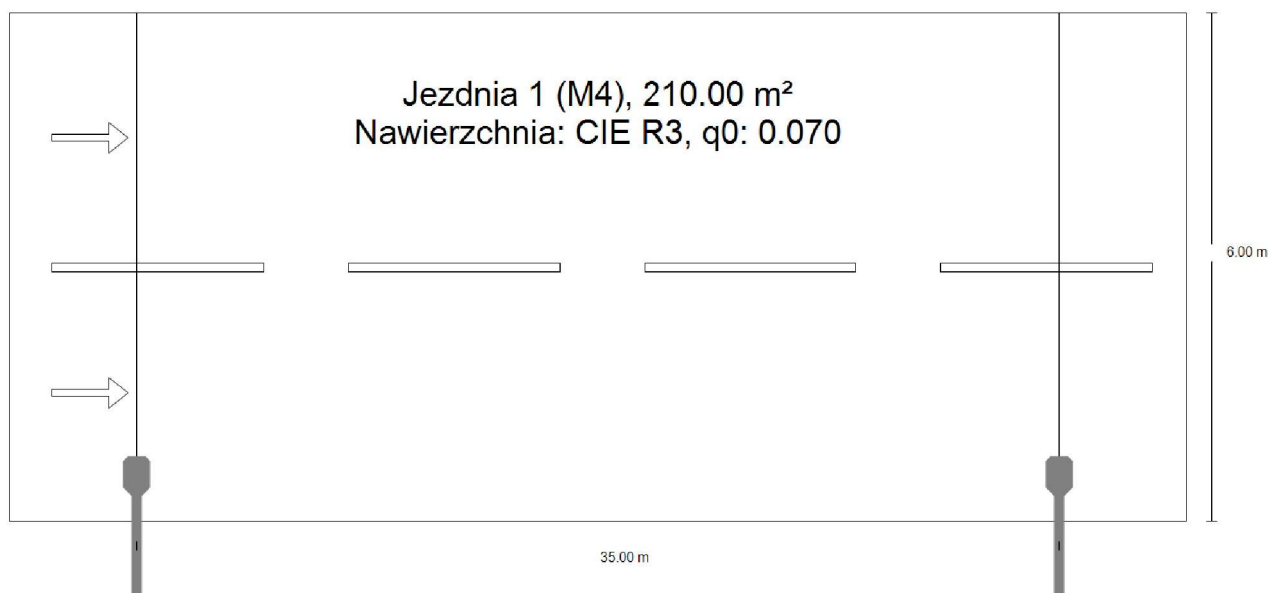 Jezdnia 1 (M4), 210.00 m²
Nawierzchnia: CIE R3, q0: 0.070
6.00 m
35.00 m